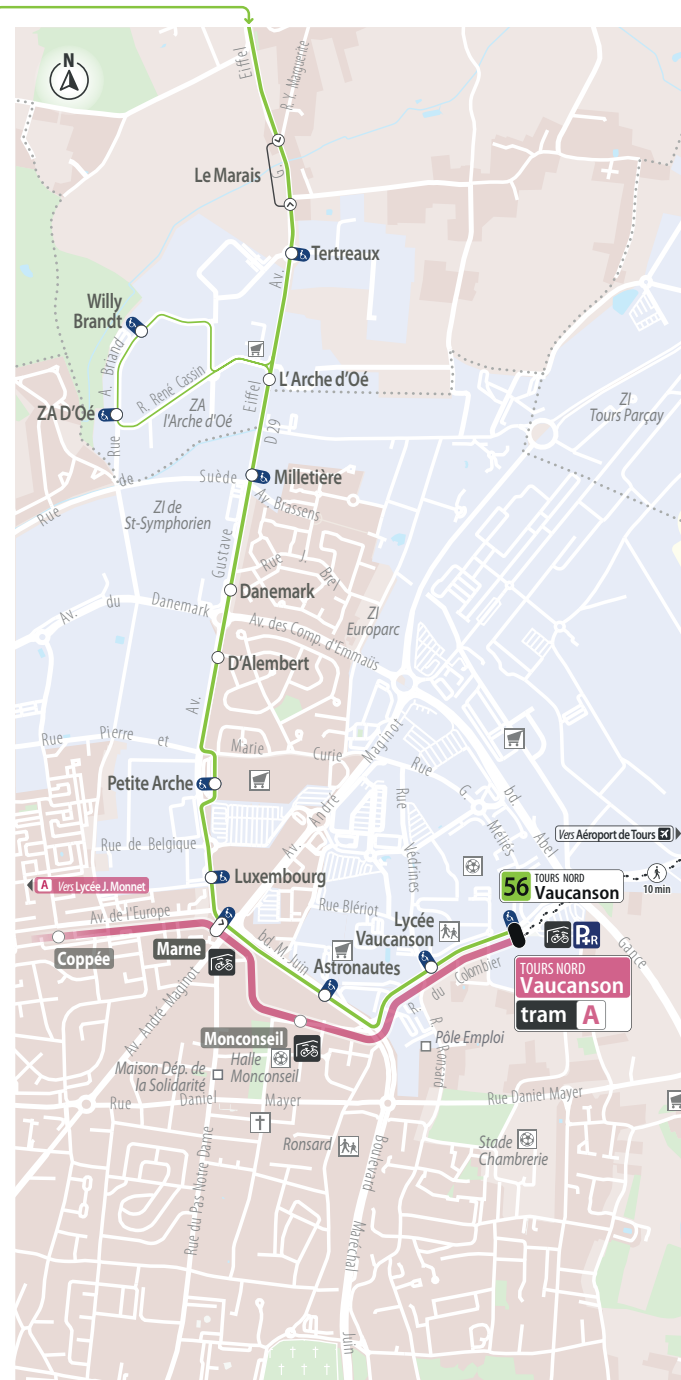 N
Eiffel
R. Y. Marguerite
G.
Le Marais
Tertreaux
Av.
Willy
Brandt
A. Briand
R. René Cassin
L'Arche d'Oé
ZA D'Oé
ZA
l'Arche d'Oé
Eiffel
D 29
ZI
Tours Parçay
Rue
Rue
de
Suède
Milletière
Av. Brassens
ZI de
St-Symphorien
Gustave
Rue J. Brel
Danemark
Av.
du
Danemark
Av. des Comp. d'Emmaüs
ZI
Europarc
D'Alembert
Av.
Rue
Pierre
et
Marie
Curie
Maginot
Rue
G.
Méliès
bd.
Abel
Petite Arche
André
Rue
Védrines
Rue de Belgique
Av.
Vers Aéroport de Tours
10 min
Luxembourg
A Vers Lycée J. Monnet
56
TOURS NORD
Vaucanson
Rue Blériot
Av. de l'Europe
Lycée
Vaucanson
P+R
Gance
Marne
Coppée
bd. M. Juin
Astronautes
R.
du
Colombier
TOURS NORD
Vaucanson
tram A
Av. André Maginot
Monconseil
R.
Ronsard
Pôle Emploi
Halle
Monconseil
Maison Dép. de
la Solidarité
Rue
Daniel
Mayer
Rue Daniel Mayer
Rue du Pas Notre Dame
Ronsard
Stade
Chambrerie
Boulevard
Maréchal
Juin